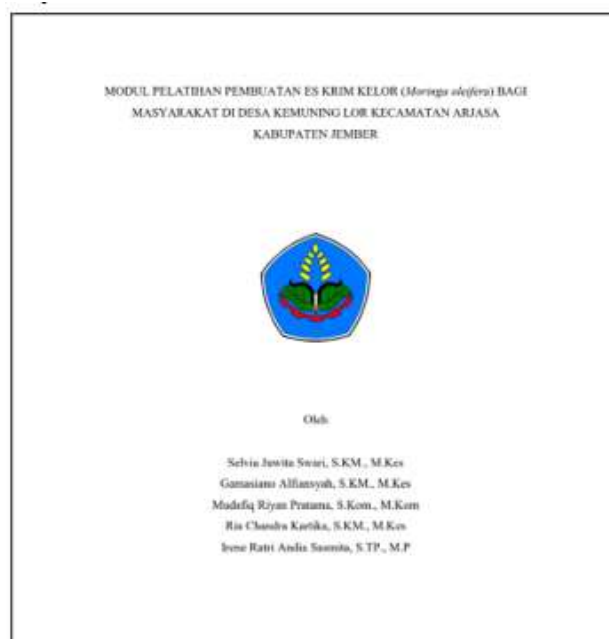 MODUL PELATIHAN PEMBUATAN ES KRIM KELOR (Moringa oleifera) BAGI
MASYARAKAT DI DESA KEMUNING LOR KECAMATAN ARJASA
KABUPATEN JEMBER
Oleh
Selvia Juwita Swari, S.KM., M.Kes
Gamasiano Alfiansyah, S.KM., M.Kes
Mudafiq Riyan Pratama, S.Kom., M.Kom
Ria Chandra Kartika, S.KM., M.Kes
Irene Ratri Andia Sasmita, S.TP., M.P